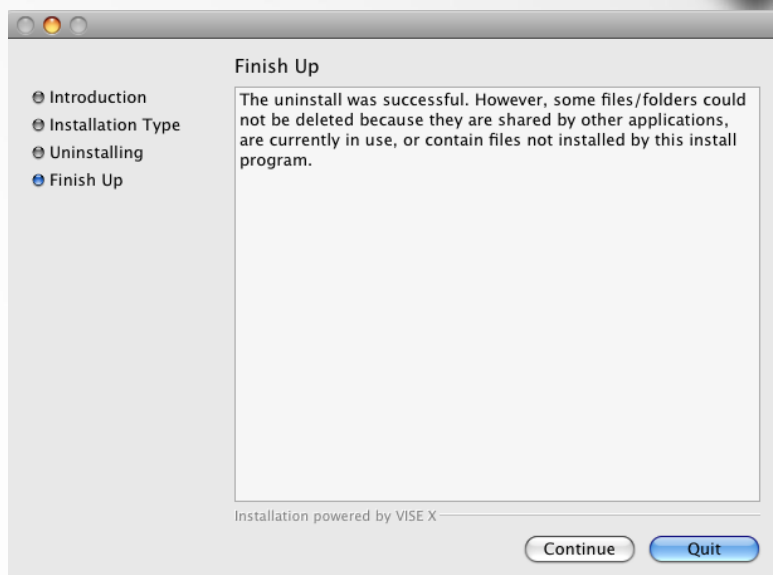 Finish Up
Introduction
Installation Type
Uninstalling
Finish Up
The uninstall was successful. However, some files/folders could
not be deleted because they are shared by other applications,
are currently in use, or contain files not installed by this install
program.
Installation powered by VISE X
Continue
Quit